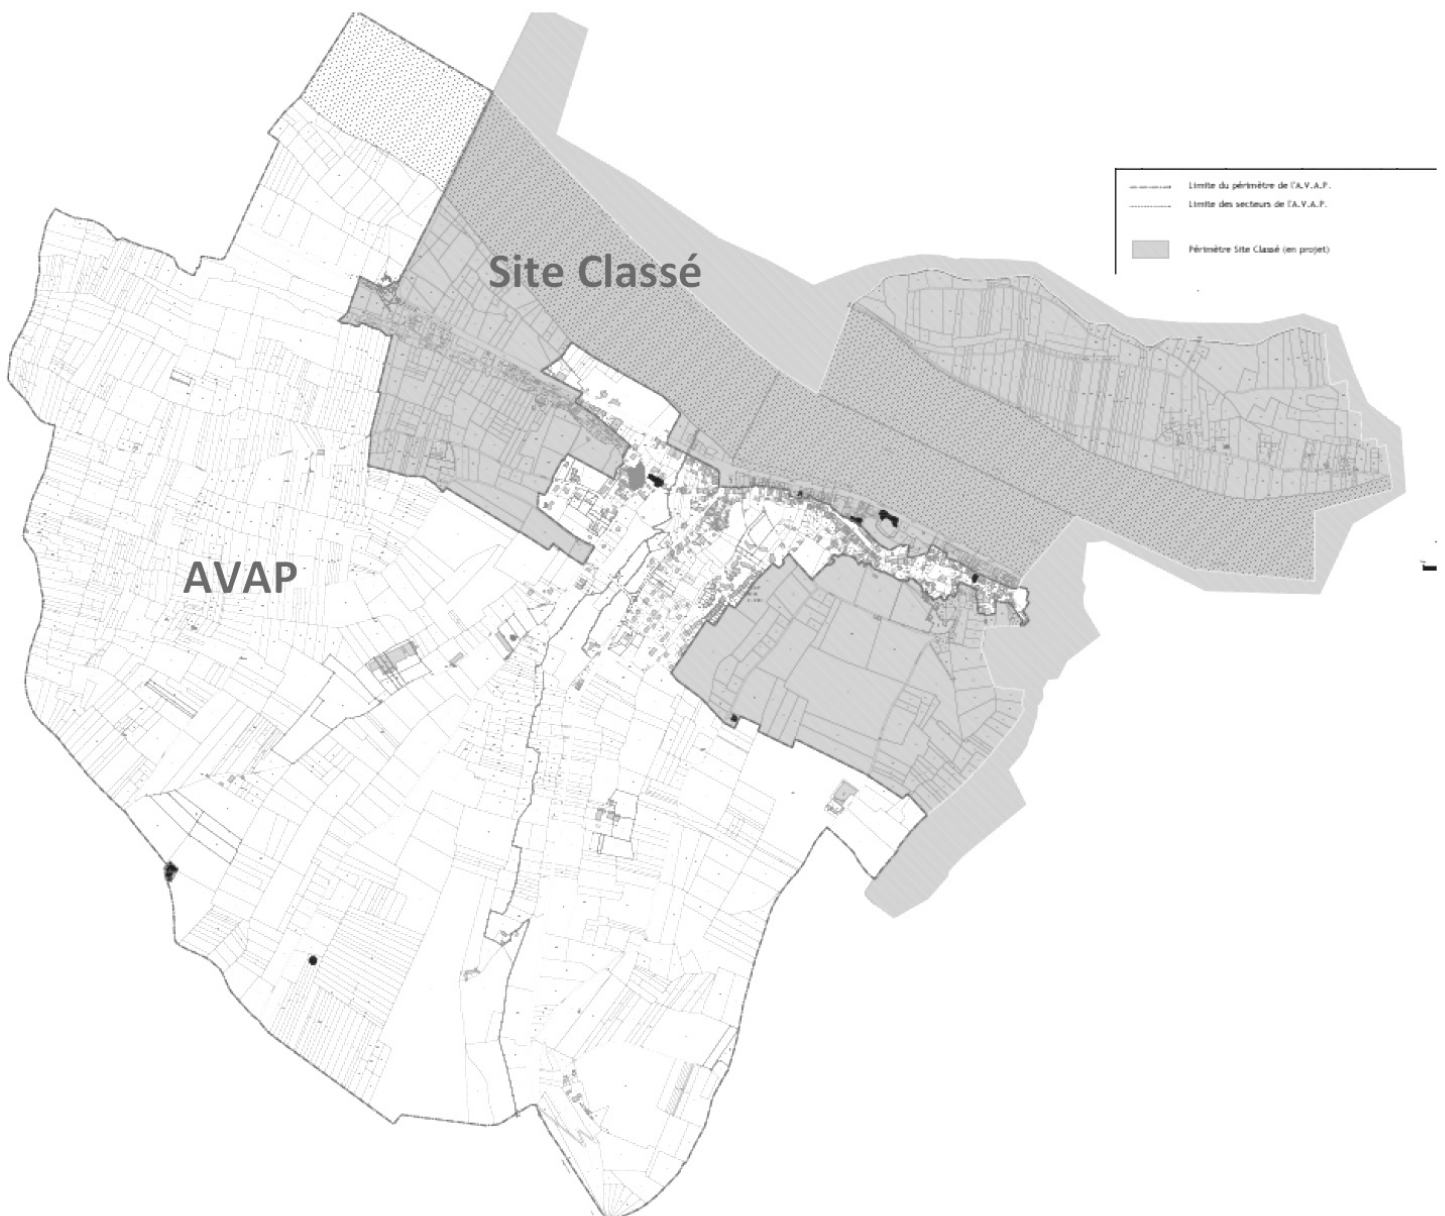 Limite du périmètre de l'A.V.A.P.
Limite des secteurs de l'A.V.A.P.
Périmètre Site Classé (en projet)
Site Classé
AVAP